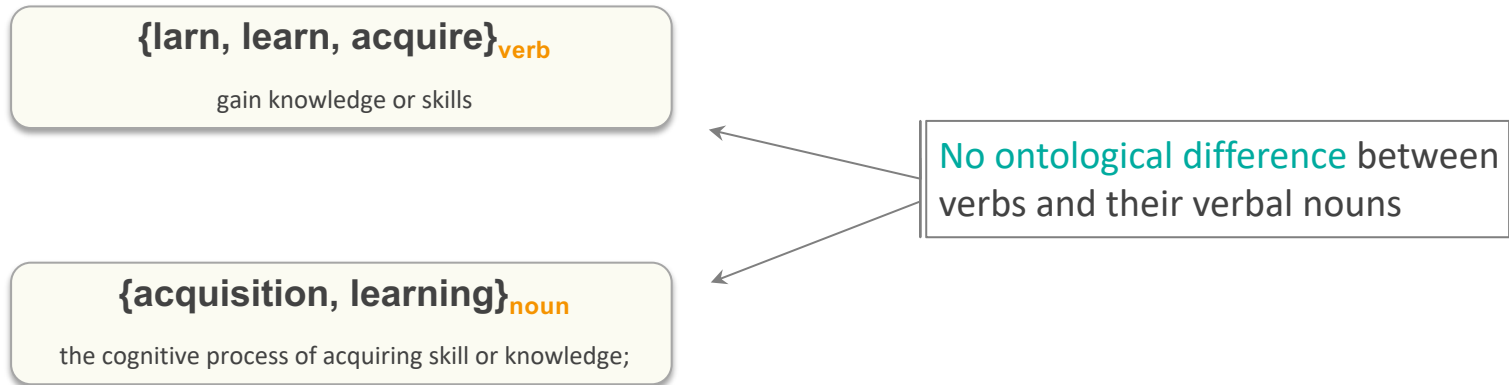 {larn, learn, acquire}verb
gain knowledge or skills
No ontological difference between
verbs and their verbal nouns
{acquisition, learning}noun
the cognitive process of acquiring skill or knowledge;